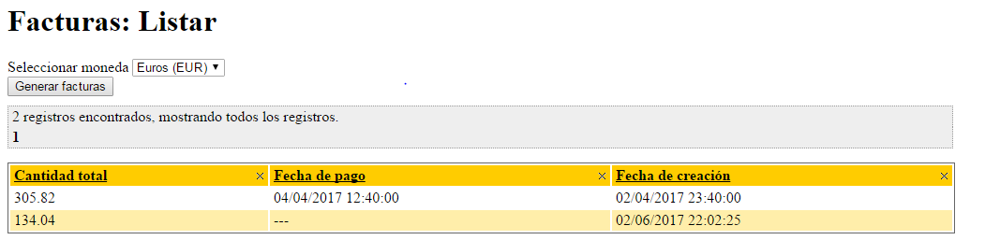 Facturas: Listar
Seleccionar moneda Euros (EUR)
Generar facturas
2 registros encontrados, mostrando todos los registros.
1
Cantidad total Fecha de pago Fecha de creación
305.82 04/04/2017 12:40:00 02/04/2017 23:40:00
134.04 --- 02/06/2017 22:02:25